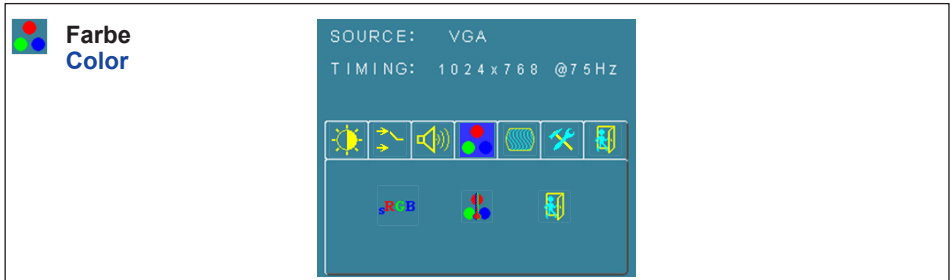 Farbe
Color
SOURCE: VGA
TIMING: 1024x768 @75Hz
sRGB